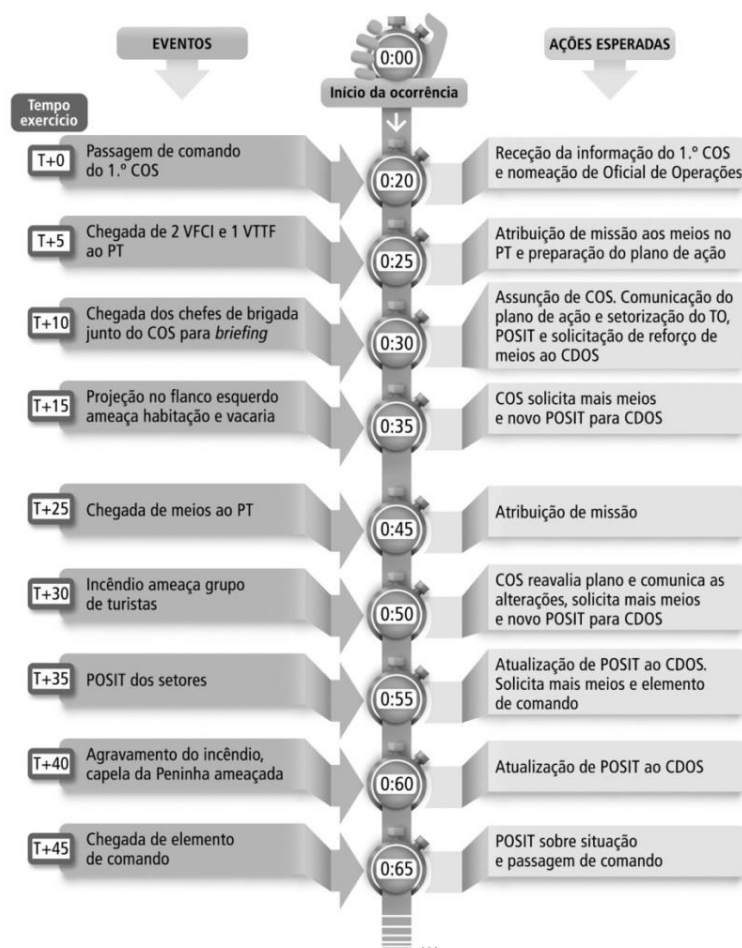 EVENTOS
0:00
AÇÕES ESPERADAS
Início da ocorrência
Tempo
exercício
T+0
Passagem de comando
do 1.º COS
0:20
Receção da informação do 1.º COS
e nomeação de Oficial de Operações
T+5
Chegada de 2 VFCI e 1 VTTF
ao PT
0:25
Atribuição de missão aos meios no
PT e preparação do plano de ação
T+10
Chegada dos chefes de brigada
junto do COS para briefing
0:30
Assunção de COS. Comunicação do
plano de ação e setorização do TO,
POSIT e solicitação de reforço de
meios ao CDOS
T+15
Projeção no flanco esquerdo
ameaça habitação e vacaria
0:35
COS solicita mais meios
e novo POSIT para CDOS
T+25
Chegada de meios ao PT
0:45
Atribuição de missão
T+30
Incêndio ameaça grupo
de turistas
0:50
COS reavalia plano e comunica as
alterações, solicita mais meios
e novo POSIT para CDOS
T+35
POSIT dos setores
0:55
Atualização de POSIT ao CDOS.
Solicita mais meios e elemento
de comando
T+40
Agravamento do incêndio,
capela da Peninha ameaçada
0:60
Atualização de POSIT ao CDOS
T+45
Chegada de elemento
de comando
0:65
POSIT sobre situação
e passagem de comando